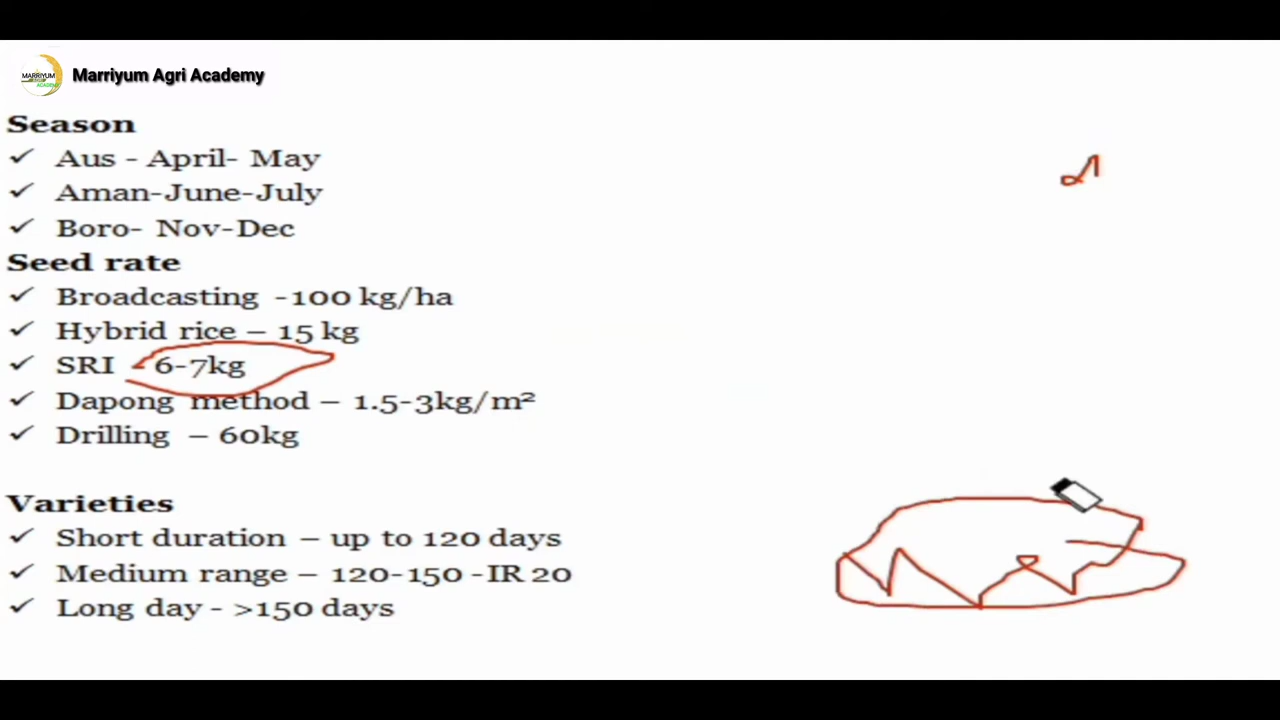 MARRIYUM
ACADEMY
Marriyum Agri Academy
Season
✓ Aus - April- May
✓ Aman-June-July
✓ Boro- Nov-Dec
Seed rate
✓ Broadcasting -100 kg/ha
✓ Hybrid rice – 15 kg
✓ SRI - 6-7kg
✓ Dapong method – 1.5-3kg/m²
✓ Drilling – 60kg
Varieties
✓ Short duration – up to 120 days
✓ Medium range – 120-150 -IR 20
✓ Long day - >150 days